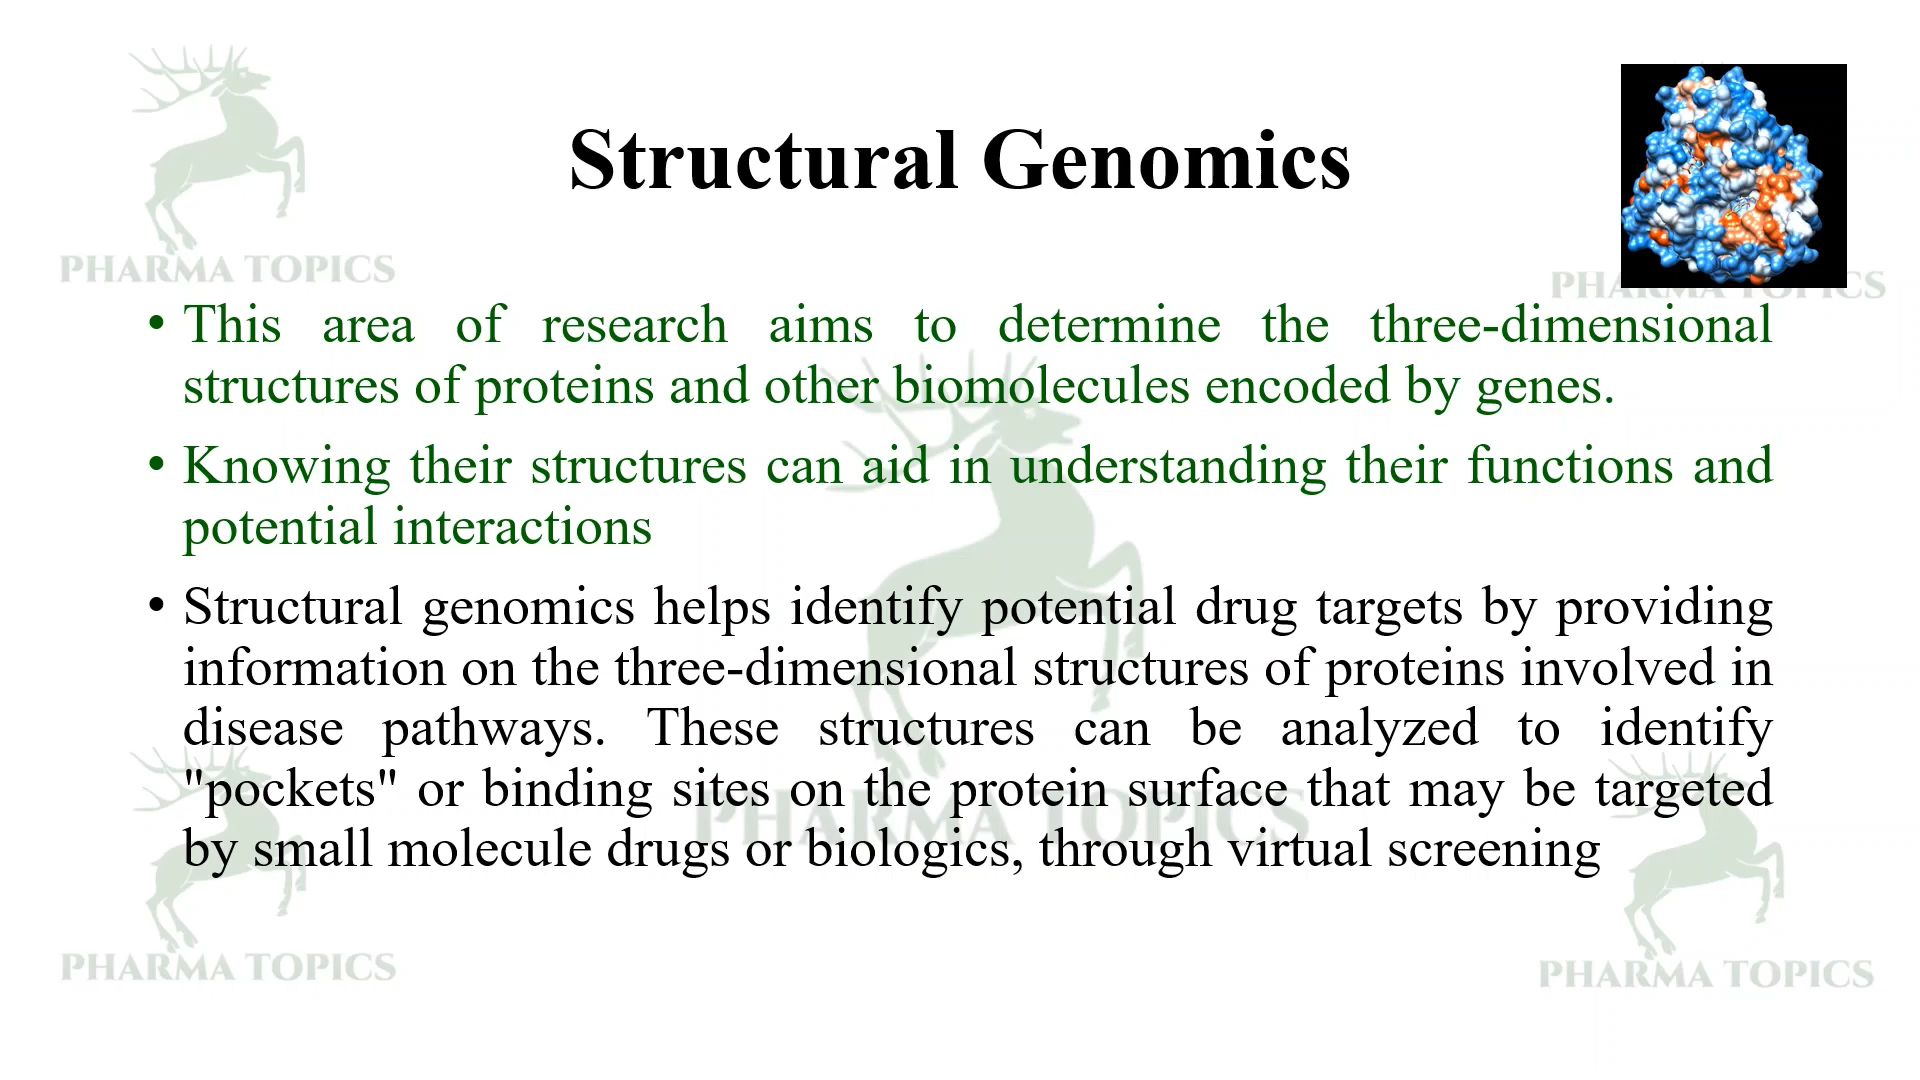 Structural Genomics
PHARMA TOPICS
PHARMA TOPICS
• This area of research aims to determine the three-dimensional
structures of proteins and other biomolecules encoded by genes.
• Knowing their structures can aid in understanding their functions and
potential interactions
• Structural genomics helps identify potential drug targets by providing
information on the three-dimensional structures of proteins involved in
disease pathways. These structures can be analyzed to identify
"pockets" or binding sites on the protein surface that may be targeted
PHARMA TOPICS
by small molecule drugs or biologics, through virtual screening
PHARMA TOPICS
PHARMA TOPICS